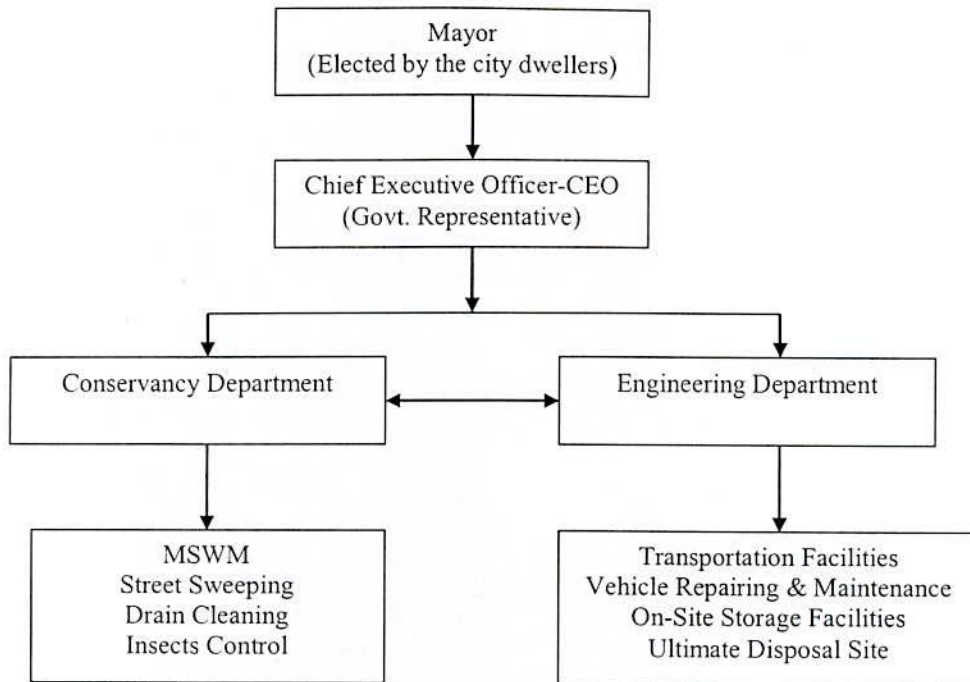 Mayor
(Elected by the city dwellers)
Chief Executive Officer-CEO
(Govt. Representative)
Conservancy Department
Engineering Department
MSWM
Street Sweeping
Drain Cleaning
Insects Control
Transportation Facilities
Vehicle Repairing & Maintenance
On-Site Storage Facilities
Ultimate Disposal Site